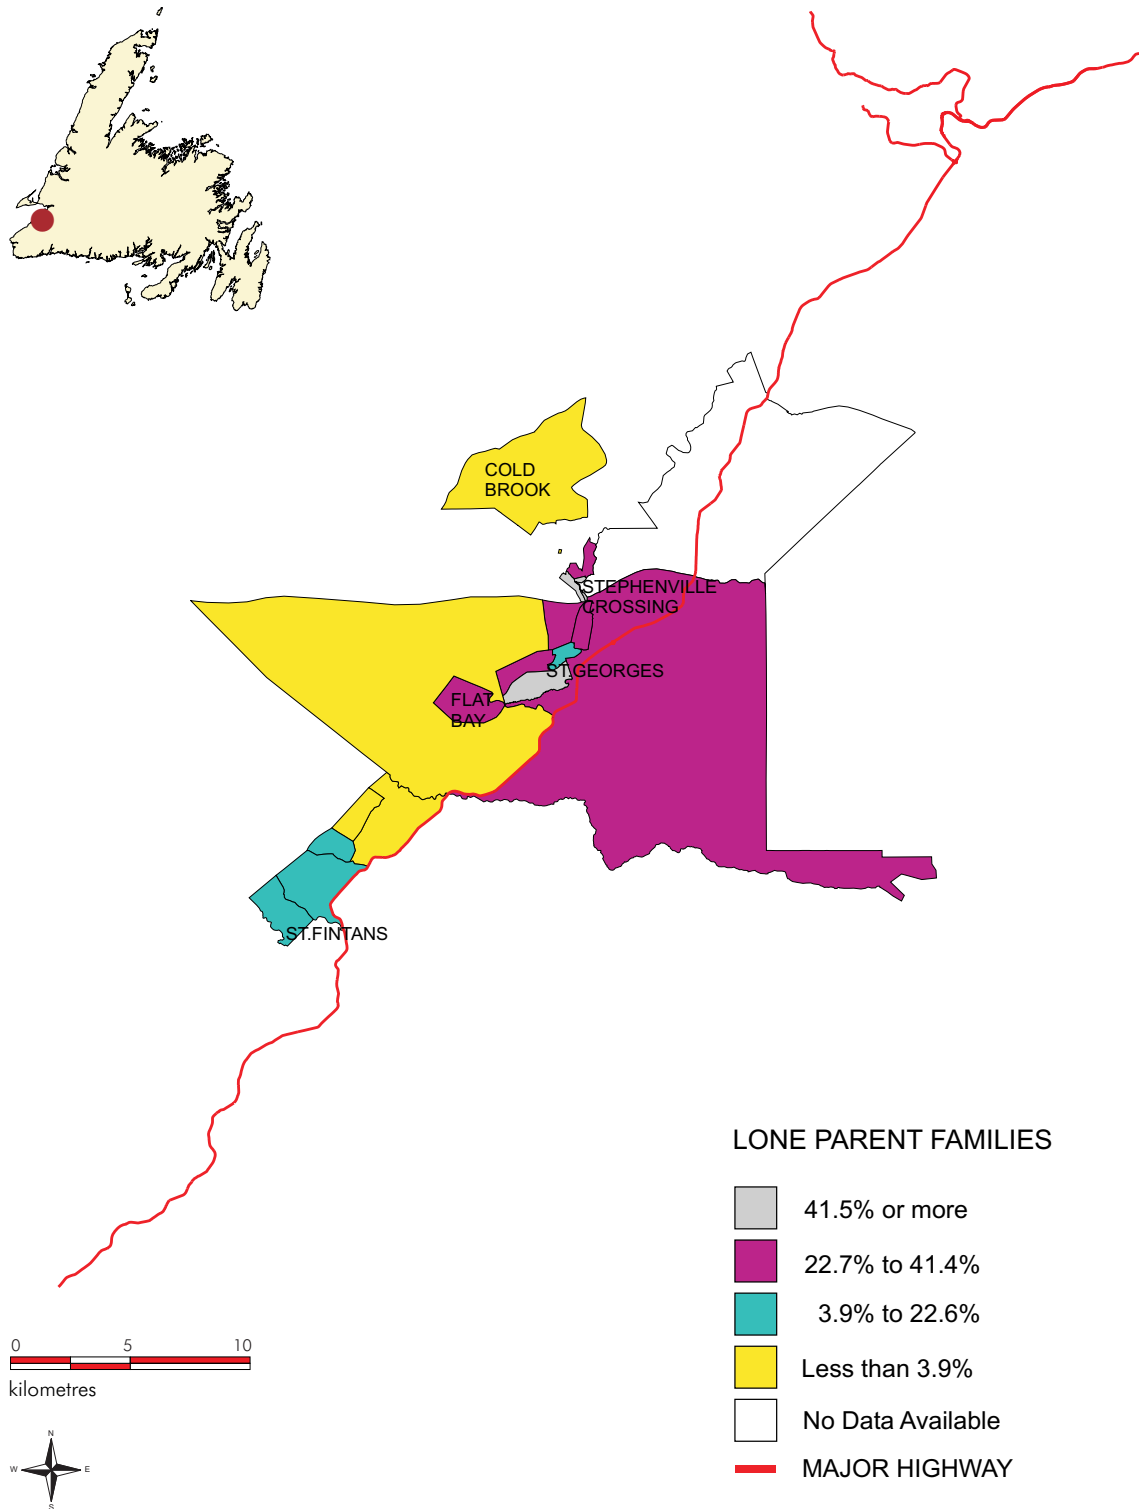 COLD
BROOK
STEPHENVILLE
CROSSING
ST.GEORGES
FLAT
BAY
ST.FINTANS
LONE PARENT FAMILIES
41.5% or more
22.7% to 41.4%
3.9% to 22.6%
Less than 3.9%
No Data Available
MAJOR HIGHWAY
0 5 10
kilometres
N
W E
S